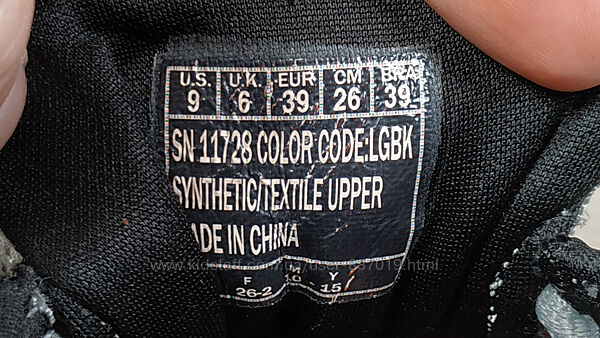 U.S. U.K. EUR CM BRA
9 6 39 26 39
SN 11728 COLOR CODE:LGBK
SYNTHETIC/TEXTILE UPPER
ADE IN CHINA
F M Y
26-2 10 15